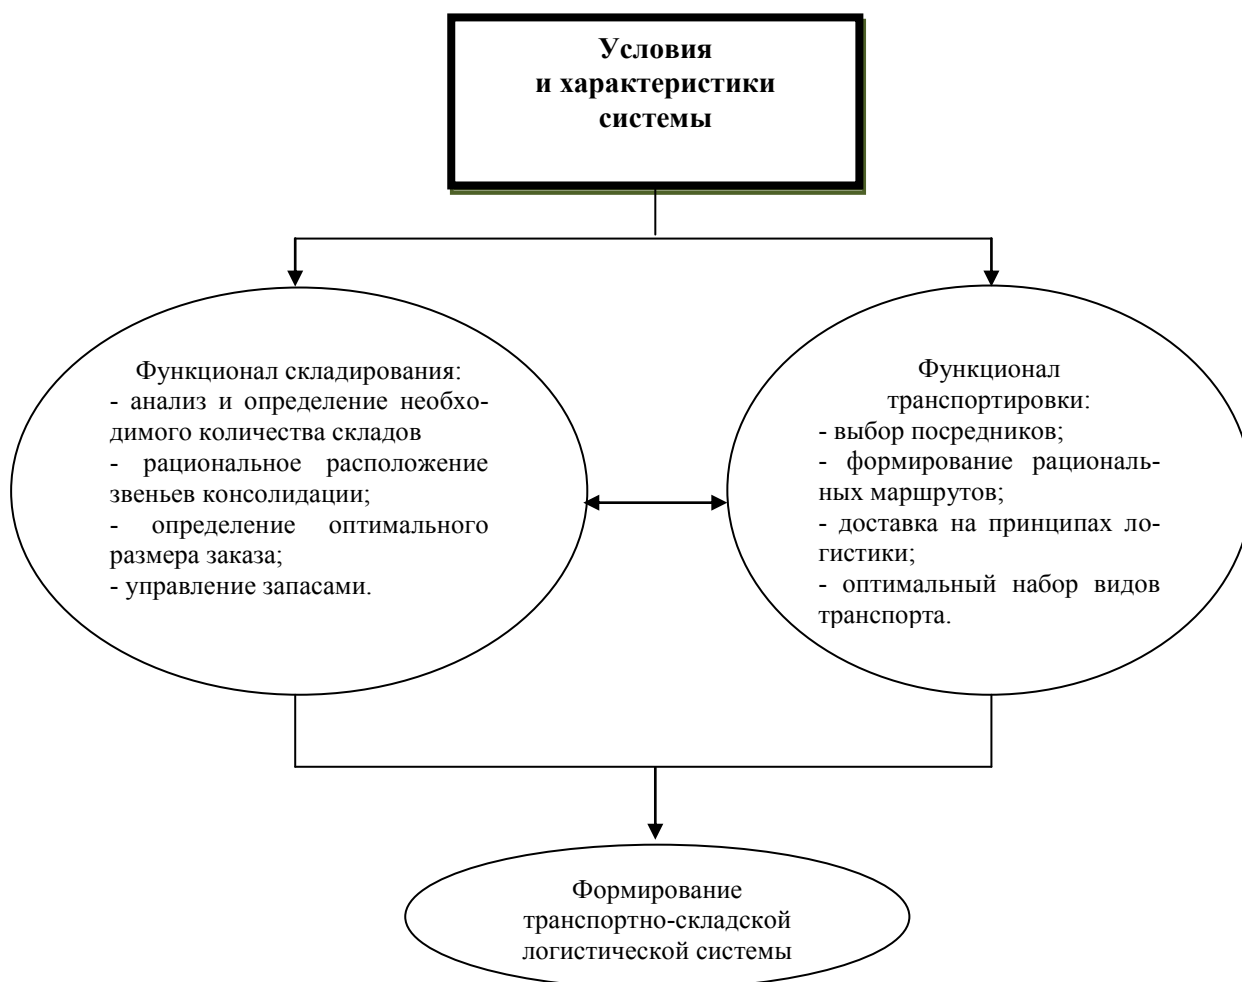 Условия
и характеристики
системы
Функционал складирования:
- анализ и определение необхо-
димого количества складов
- рациональное расположение
звеньев консолидации;
- определение оптимального
размера заказа;
- управление запасами.
Функционал
транспортировки:
- выбор посредников;
- формирование рациональ-
ных маршрутов;
- доставка на принципах ло-
гистики;
- оптимальный набор видов
транспорта.
Формирование
транспортно-складской
логистической системы